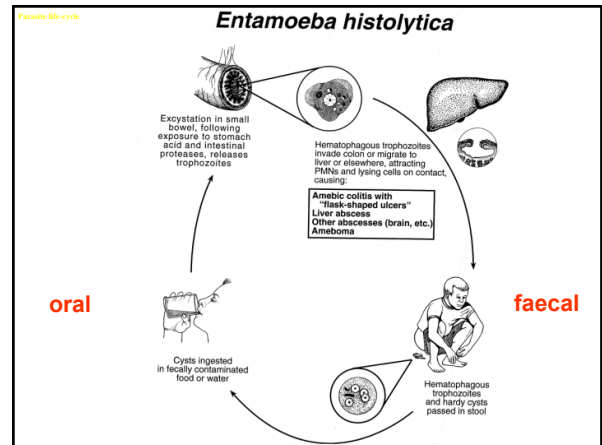 Parasite life cycle
Entamoeba histolytica
Excystation in small
bowel, following
exposure to stomach
acid and intestinal
proteases, releases
trophozoites
Hematophagous trophozoites
invade colon or migrate to
liver or elsewhere, attracting
PMNs and lysing cells on contact,
causing:
Amebic colitis with
"flask-shaped ulcers"
Liver abscess
Other abscesses (brain, etc.)
Ameboma
oral
faecal
Cysts ingested
in fecally contaminated
food or water
Hematophagous
trophozoites
and hardy cysts
passed in stool